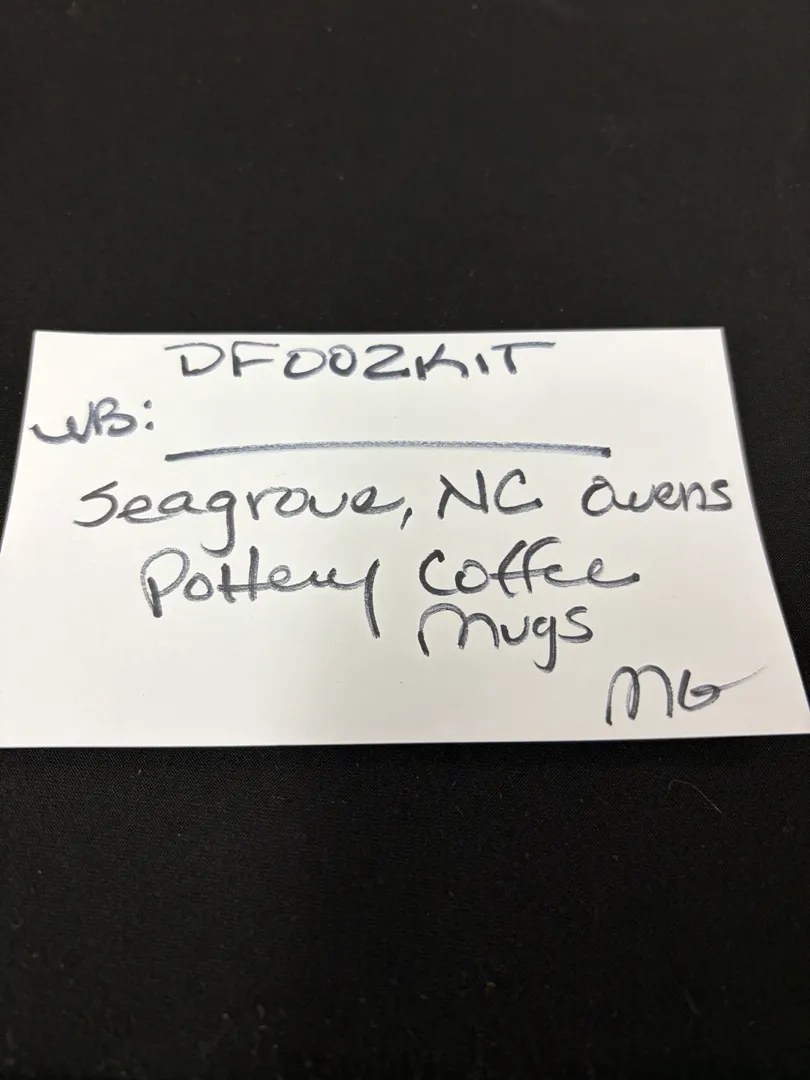 DF002KIT
WB:
Seagrove, NC Owens
Pottery Coffee
Mugs
MG